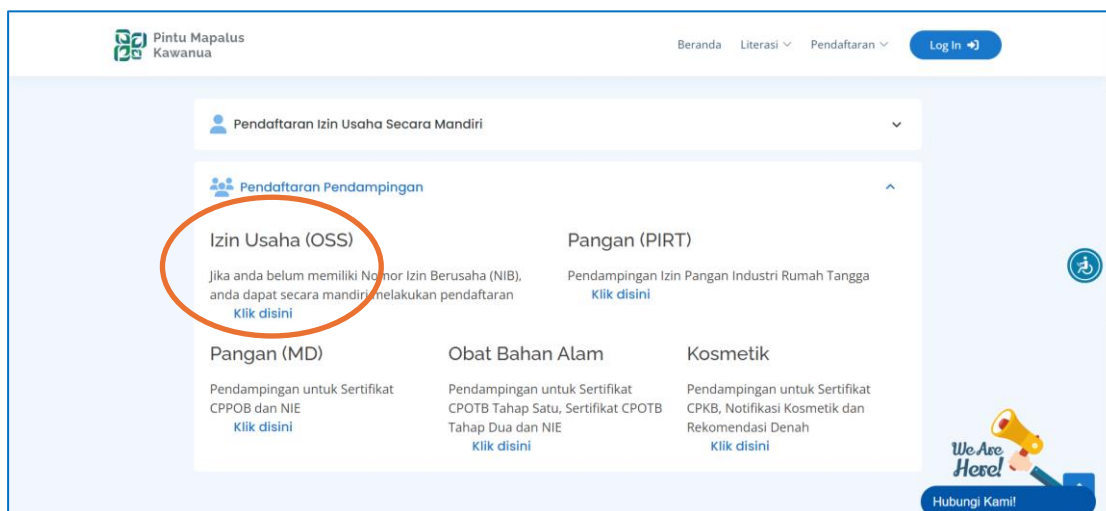 Pintu Mapalus
Kawanua
Beranda Literasi Pendaftaran Log In
Pendaftaran Izin Usaha Secara Mandiri
Pendaftaran Pendampingan
Izin Usaha (OSS)
Jika anda belum memiliki Nomor Izin Berusaha (NIB),
anda dapat secara mandiri melakukan pendaftaran
Klik disini
Pangan (PIRT)
Pendampingan Izin Pangan Industri Rumah Tangga
Klik disini
Pangan (MD)
Pendampingan untuk Sertifikat
CPPOB dan NIE
Klik disini
Obat Bahan Alam
Pendampingan untuk Sertifikat
CPOTB Tahap Satu, Sertifikat CPOTB
Tahap Dua dan NIE
Klik disini
Kosmetik
Pendampingan untuk Sertifikat
CPKB, Notifikasi Kosmetik dan
Rekomendasi Denah
Klik disini
We Are
Here!
Hubungi Kami!